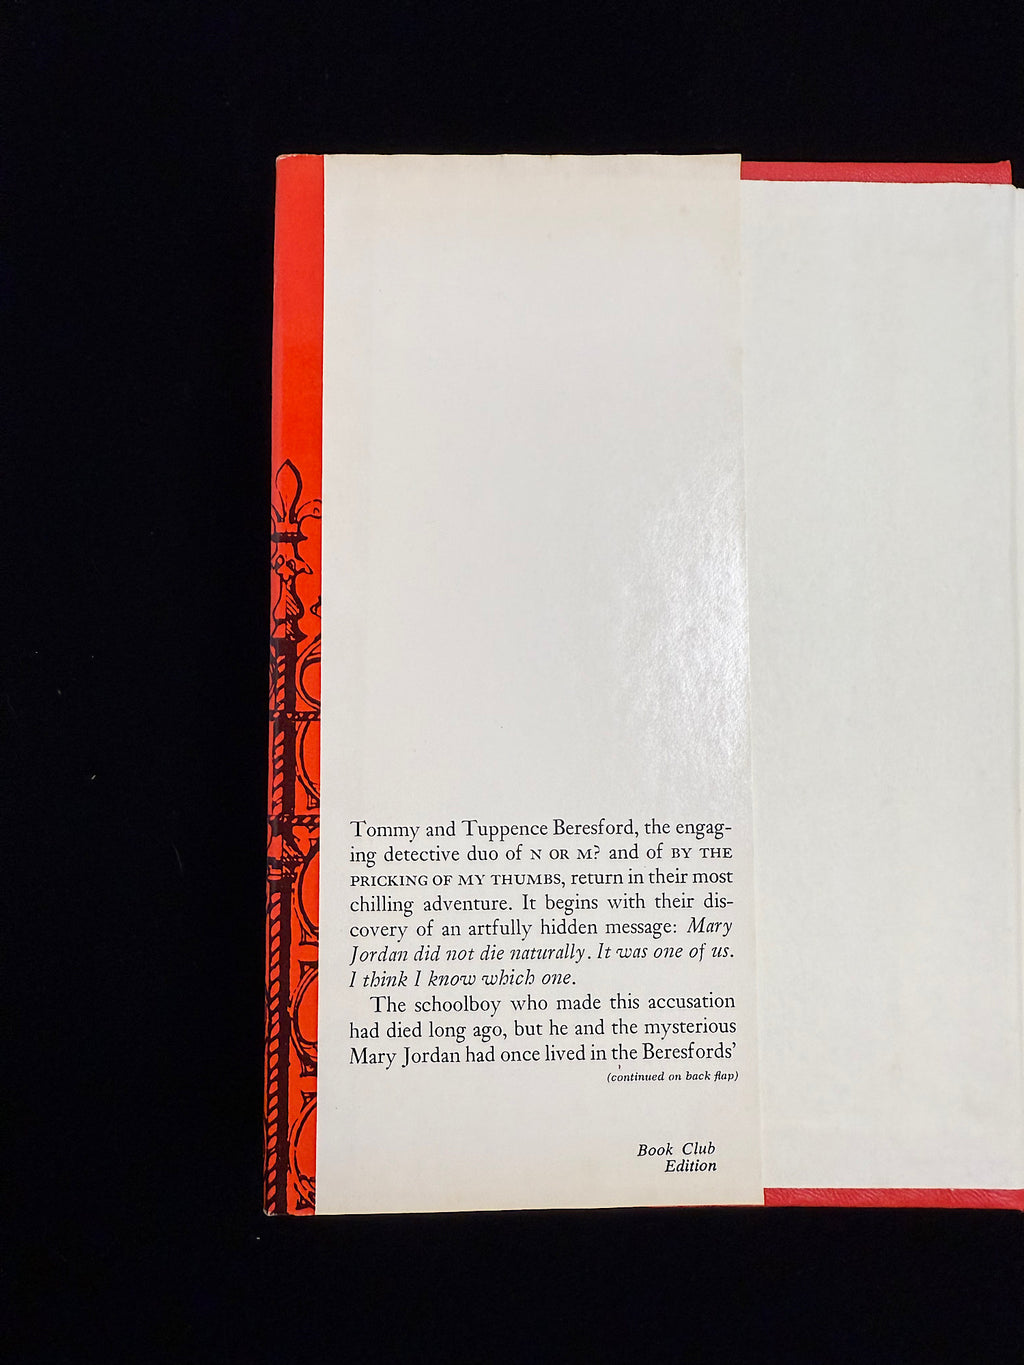 Tommy and Tuppence Beresford, the engag-
ing detective duo of N OR M? and of BY THE
PRICKING OF MY THUMBS, return in their most
chilling adventure. It begins with their dis-
covery of an artfully hidden message: Mary
Jordan did not die naturally. It was one of us.
I think I know which one.
The schoolboy who made this accusation
had died long ago, but he and the mysterious
Mary Jordan had once lived in the Beresfords'
(continued on back flap)
Book Club
Edition